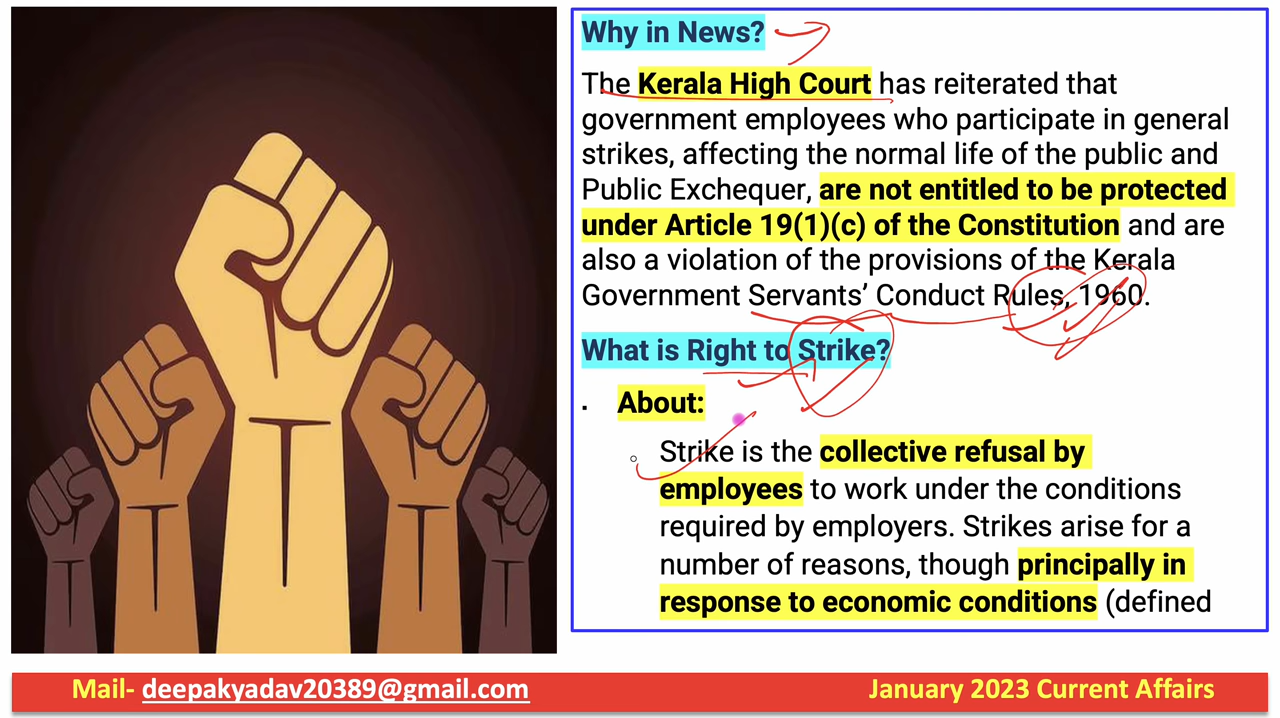 Why in News?
The Kerala High Court has reiterated that
government employees who participate in general
strikes, affecting the normal life of the public and
Public Exchequer, are not entitled to be protected
under Article 19(1)(c) of the Constitution and are
also a violation of the provisions of the Kerala
Government Servants’ Conduct Rules, 1960.
What is Right to Strike?
▪ About:
○ Strike is the collective refusal by
employees to work under the conditions
required by employers. Strikes arise for a
number of reasons, though principally in
response to economic conditions (defined
Mail- deepakyadav20389@gmail.com
January 2023 Current Affairs